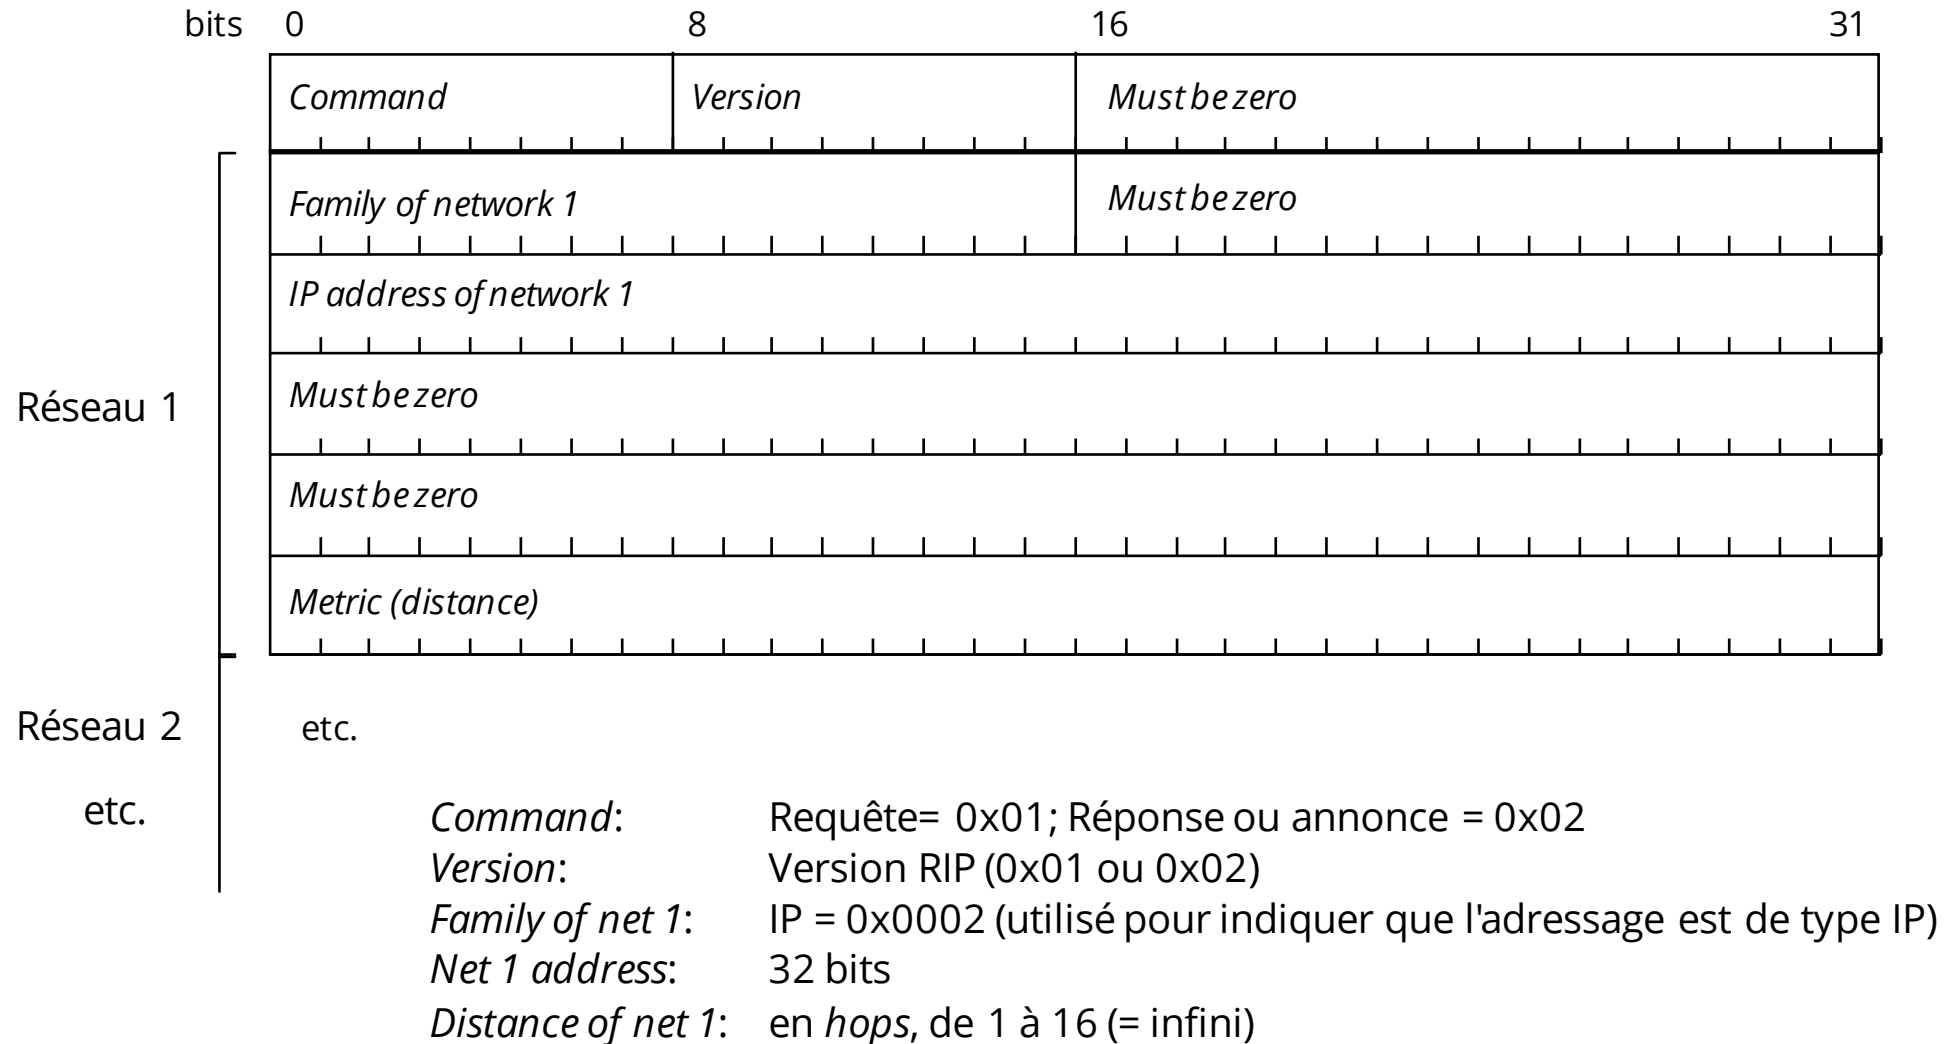 bits 0 8 16 31
Command Version Must be zero
Family of network 1 Must be zero
IP address of network 1
Réseau 1 Must be zero
Must be zero
Metric (distance)
Réseau 2 etc.
etc.
Command: Requête= 0x01; Réponse ou annonce = 0x02
Version: Version RIP (0x01 ou 0x02)
Family of net 1: IP = 0x0002 (utilisé pour indiquer que l'adressage est de type IP)
Net 1 address: 32 bits
Distance of net 1: en hops, de 1 à 16 (= infini)